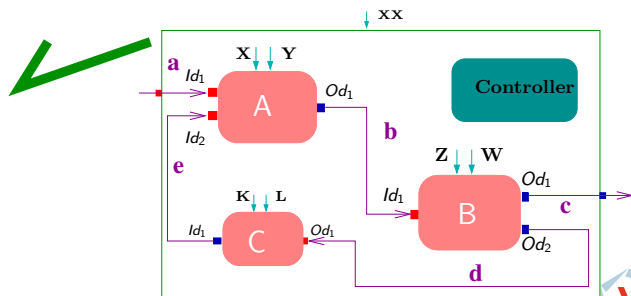 XX
a
X Y
Id1
A
Od1
Controller
Id2
b
e
Z W
K L
Id1
B
Od1
c
Id1
C
Od1
Od2
d